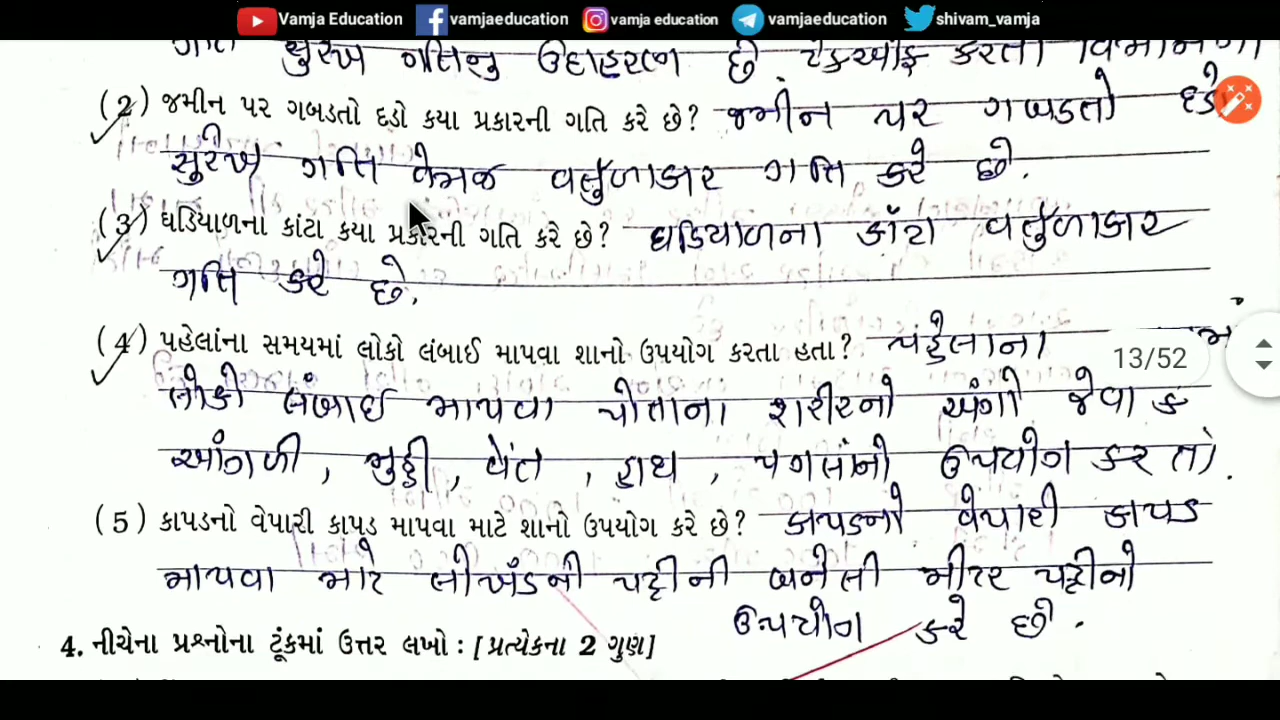 Vamja Education vamjaeducation vamja education vamjaeducation shivam_vamja
ગતિ સુરેખ ગતિનું ઉદાહરણ છે. ટેકઓફ કરતા વિમાનની
(2) જમીન પર ગબડતો દડો કયા પ્રકારની ગતિ કરે છે? જમીન પર ગબડતો દડો
સુરેખ ગતિ તેમજ વર્તુળાકાર ગતિ કરે છે.
(3) ઘડિયાળના કાંટા કયા પ્રકારની ગતિ કરે છે? ઘડિયાળના કાંટા વર્તુળાકાર
ગતિ કરે છે.
(4) પહેલાંના સમયમાં લોકો લંબાઈ માપવા શાનો ઉપયોગ કરતા હતા? પહેલાના
13/52
લોકો લંબાઈ માપવા પોતાના શરીરનો અંગો જેવા કે
આંગળી, મુઠ્ઠી, વેંત, હાથ, પગલાંનો ઉપયોગ કરતા.
(5) કાપડનો વેપારી કાપડ માપવા માટે શાનો ઉપયોગ કરે છે? કાપડનો વેપારી કાપડ
માપવા માટે લોખંડની પટ્ટીની બનેલી મીટર પટ્ટીનો
ઉપયોગ કરે છે.
4. નીચેના પ્રશ્નોના ટૂંકમાં ઉત્તર લખો : [પ્રત્યેકના 2 ગુણ]